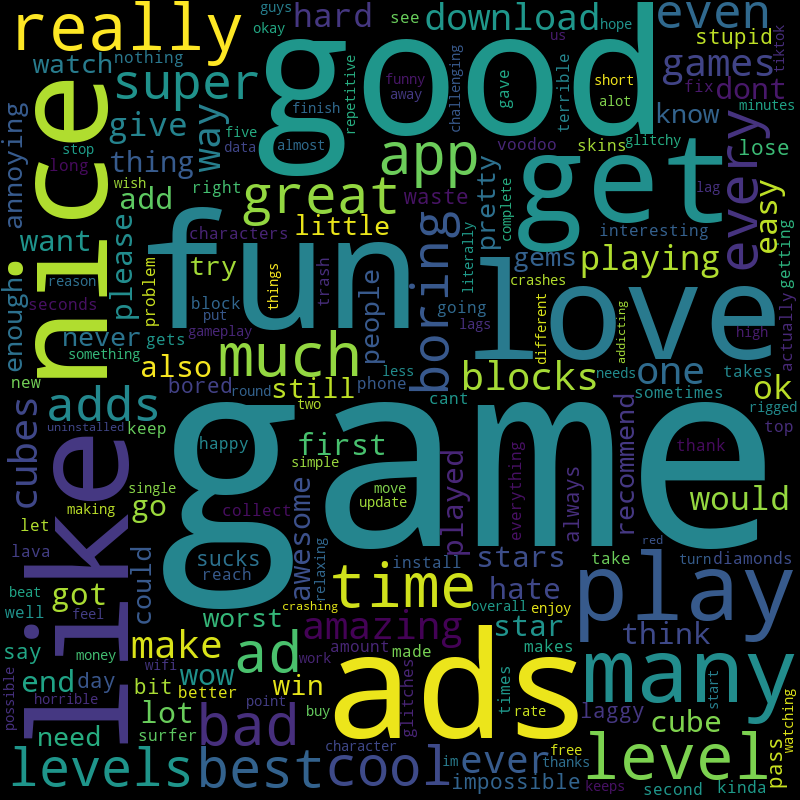 game
fun
good
ads
love
like
nice
get
play
many
level
really
time
much
great
app
super
bad
best
cool
levels
ad
adds
amazing
boring
blocks
every
even
games
download
way
give
thing
add
little
try
also
still
playing
one
ok
easy
dont
know
stupid
hard
watch
annoying
want
please
enough
never
cubes
first
go
got
could
make
worst
sucks
awesome
played
stars
star
hate
think
would
recommend
always
cube
ever
impossible
laggy
pass
win
wow
end
day
bit
lot
need
say
people
pretty
gems
lose
skins
voodoo
waste
interesting
takes
sometimes
rigged
top
kinda
second
needs
guys
okay
see
hope
us
nothing
finish
repetitive
funny
away
gave
challenging
terrible
short
alot
fix
tiktok
minutes
glitchy
lag
five
data
almost
stop
long
wish
right
characters
complete
literally
getting
actually
high
reason
seconds
something
problem
block
put
things
trash
gets
gameplay
lags
going
crashes
different
addicting
new
bored
round
less
phone
cant
two
uninstalled
keep
happy
simple
single
making
let
collect
move
update
everything
thank
lava
reach
relaxing
install
take
red
turn
diamonds
beat
well
feel
crashing
overall
enjoy
money
wifi
work
amount
made
makes
possible
horrible
better
point
glitches
times
start
watching
surfer
buy
character
im
rate
free
thanks
keeps